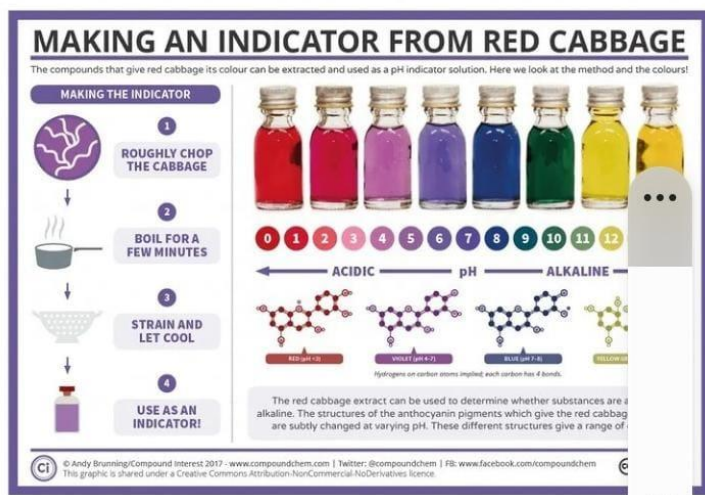 MAKING AN INDICATOR FROM RED CABBAGE
The compounds that give red cabbage its colour can be extracted and used as a pH indicator solution. Here we look at the method and the colours!
MAKING THE INDICATOR
1
ROUGHLY CHOP
THE CABBAGE
2
BOIL FOR A
FEW MINUTES
3
STRAIN AND
LET COOL
4
USE AS AN
INDICATOR!
0 1 2 3 4 5 6 7 8 9 10 11 12
ACIDIC pH ALKALINE
RED (pH <3) VIOLET (pH 4-7) BLUE (pH 7-8) YELLOW
Hydrogens on carbon atoms implied; each carbon has 4 bonds.
The red cabbage extract can be used to determine whether substances are
alkaline. The structures of the anthocyanin pigments which give the red
are subtly changed at varying pH. These different structures give a range of
Ci © Andy Brunning/Compound Interest 2017 - www.compoundchem.com | Twitter: @compoundchem | FB: www.facebook.com/compoundchem
This graphic is shared under a Creative Commons Attribution-NonCommercial-NoDerivatives licence.